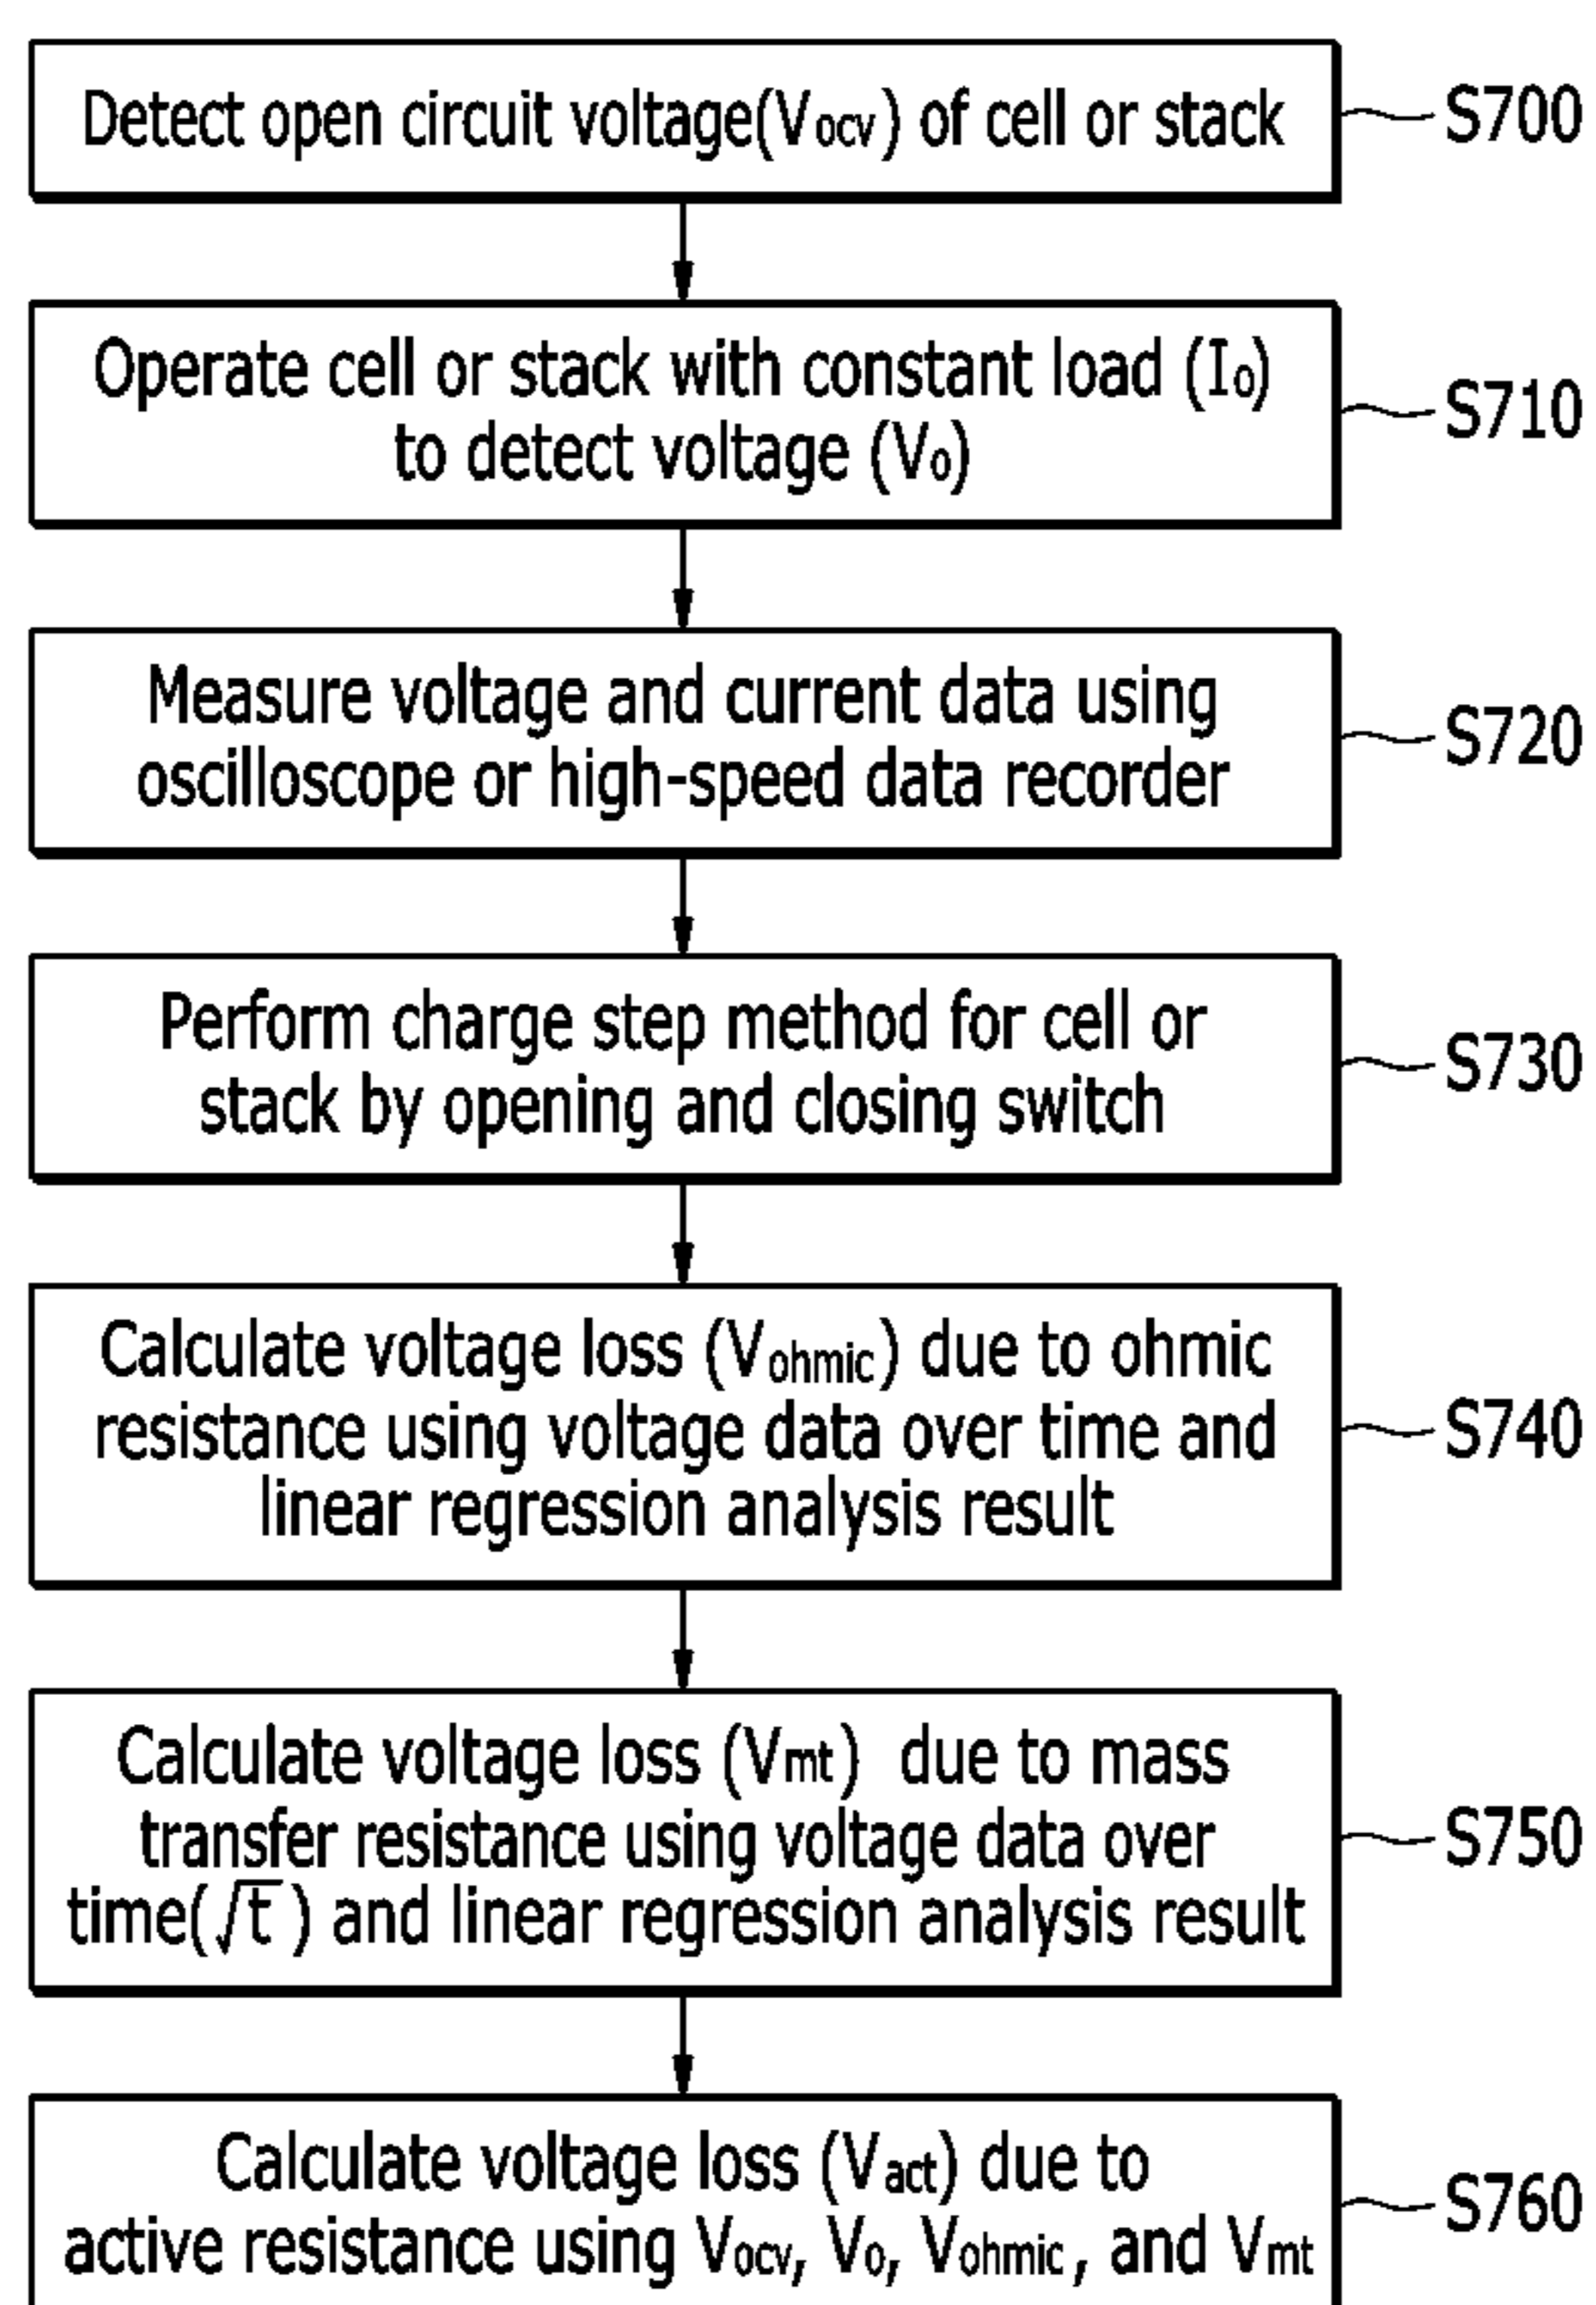 Detect open circuit voltage(Vocv) of cell or stack
S700
Operate cell or stack with constant load (I0)
to detect voltage (V0)
S710
Measure voltage and current data using
oscilloscope or high-speed data recorder
S720
Perform charge step method for cell or
stack by opening and closing switch
S730
Calculate voltage loss (Vohmic) due to ohmic
resistance using voltage data over time and
linear regression analysis result
S740
Calculate voltage loss (Vmt) due to mass
transfer resistance using voltage data over
time(√t) and linear regression analysis result
S750
Calculate voltage loss (Vact) due to
active resistance using Vocv, V0, Vohmic, and Vmt
S760